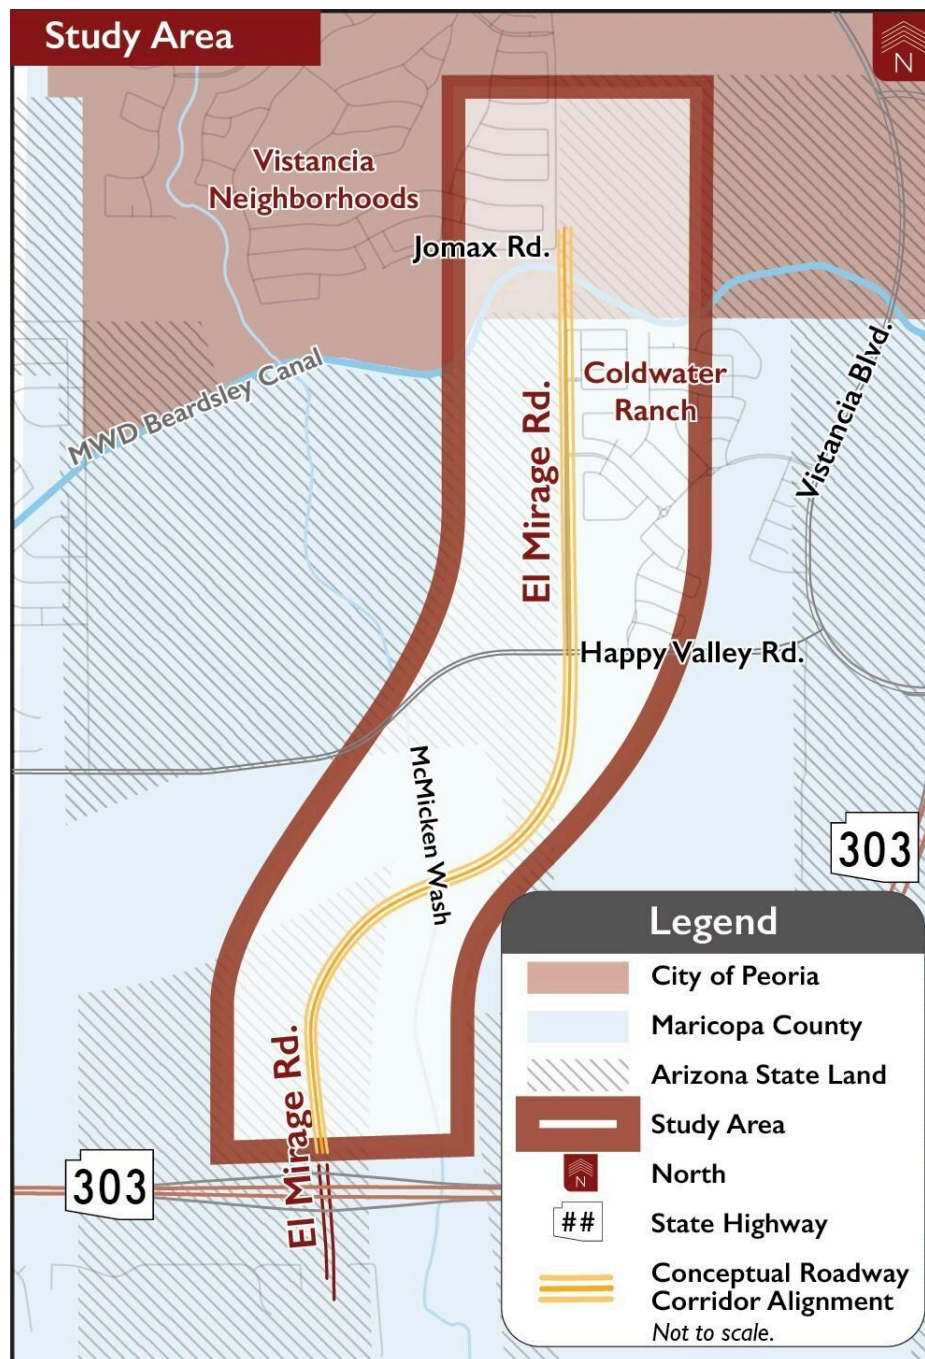 Study Area
N
Vistancia
Neighborhoods
Jomax Rd.
MWD Beardsley Canal
Coldwater
Ranch
El Mirage Rd.
Vistancia Blvd.
Happy Valley Rd.
McMicken Wash
303
El Mirage Rd.
303
Legend
City of Peoria
Maricopa County
Arizona State Land
Study Area
N
North
##
State Highway
Conceptual Roadway
Corridor Alignment
Not to scale.